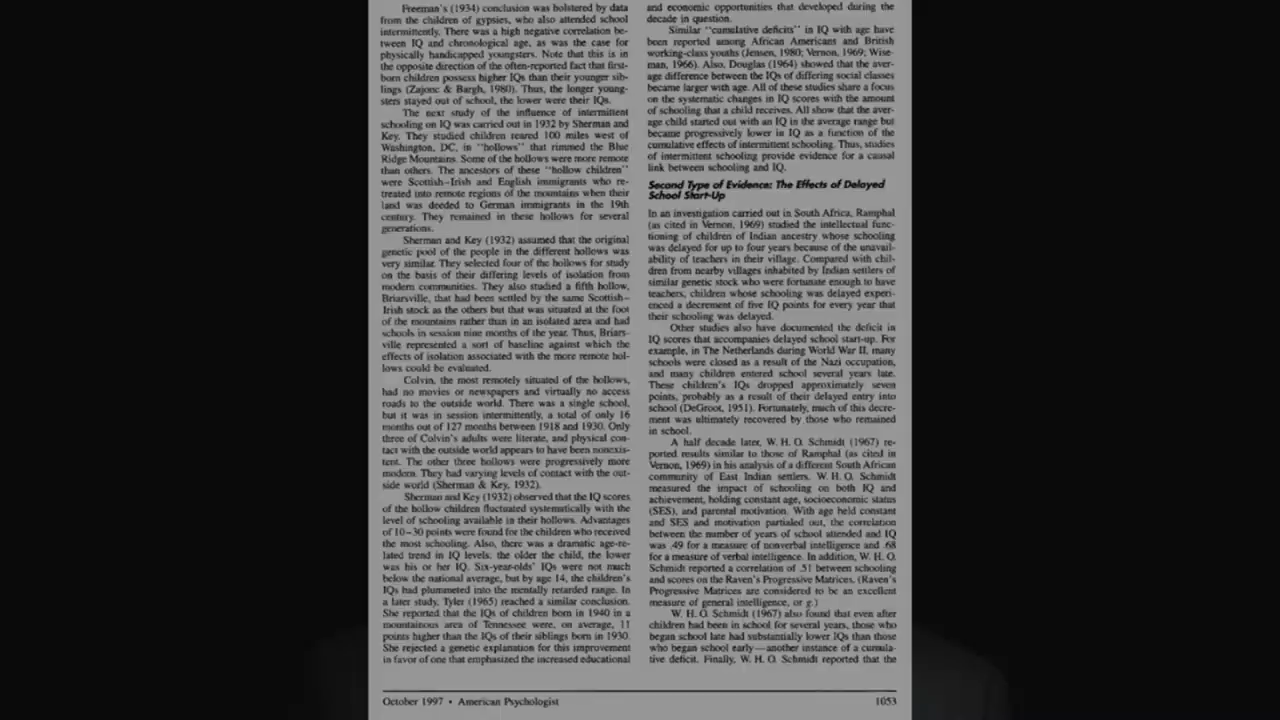 Freeman's (1934) conclusion was bolstered by data
from the children of gypsies, who also attended school
intermittently. There was a high negative correlation be-
tween IQ and chronological age, as was the case for
physically handicapped youngsters. Note that this is in
the opposite direction of the often-reported fact that first-
born children possess higher IQs than their younger sib-
lings (Zajonc & Bargh, 1980). Thus, the longer young-
sters stayed out of school, the lower were their IQs.
The next study of the influence of intermittent
schooling on IQ was carried out in 1932 by Sherman and
Key. They studied children reared 100 miles west of
Washington, DC, in "hollows" that rimmed the Blue
Ridge Mountains. Some of the hollows were more remote
than others. The ancestors of these "hollow children"
were Scottish-Irish and English immigrants who re-
treated into remote regions of the mountains when their
land was deeded to German immigrants in the 19th
century. They remained in these hollows for several
generations.
Sherman and Key (1932) assumed that the original
genetic pool of the people in the different hollows was
very similar. They selected four of the hollows for study
on the basis of their differing levels of isolation from
modern communities. They also studied a fifth hollow,
Briarsville, that had been settled by the same Scottish-
Irish stock as the others but that was situated at the foot
of the mountains rather than in an isolated area and had
schools in session nine months of the year. Thus, Briars-
ville represented a sort of baseline against which the
effects of isolation associated with the more remote hol-
lows could be evaluated.
Colvin, the most remotely situated of the hollows,
had no movies or newspapers and virtually no access
roads to the outside world. There was a single school,
but it was in session intermittently, a total of only 16
months out of 127 months between 1918 and 1930. Only
three of Colvin's adults were literate, and physical con-
tact with the outside world appears to have been nonexis-
tent. The other three hollows were progressively more
modern. They had varying levels of contact with the out-
side world (Sherman & Key, 1932).
Sherman and Key (1932) observed that the IQ scores
of the hollow children fluctuated systematically with the
level of schooling available in their hollows. Advantages
of 10–30 points were found for the children who received
the most schooling. Also, there was a dramatic age-re-
lated trend in IQ levels: the older the child, the lower
was his or her IQ. Six-year-olds' IQs were not much
below the national average, but by age 14, the children's
IQs had plummeted into the mentally retarded range. In
a later study, Tyler (1965) reached a similar conclusion.
She reported that the IQs of children born in 1940 in a
mountainous area of Tennessee were, on average, 11
points higher than the IQs of their siblings born in 1930.
She rejected a genetic explanation for this improvement
in favor of one that emphasized the increased educational
and economic opportunities that developed during the
decade in question.
Similar "cumulative deficits" in IQ with age have
been reported among African Americans and British
working-class youths (Jensen, 1980; Vernon, 1969; Wise-
man, 1966). Also, Douglas (1964) showed that the aver-
age difference between the IQs of differing social classes
became larger with age. All of these studies share a focus
on the systematic changes in IQ scores with the amount
of schooling that a child receives. All show that the aver-
age child started out with an IQ in the average range but
became progressively lower in IQ as a function of the
cumulative effects of intermittent schooling. Thus, studies
of intermittent schooling provide evidence for a causal
link between schooling and IQ.
Second Type of Evidence: The Effects of Delayed
School Start-Up
In an investigation carried out in South Africa, Ramphal
(as cited in Vernon, 1969) studied the intellectual func-
tioning of children of Indian ancestry whose schooling
was delayed for up to four years because of the unavail-
ability of teachers in their village. Compared with chil-
dren from nearby villages inhabited by Indian settlers of
similar genetic stock who were fortunate enough to have
teachers, children whose schooling was delayed experi-
enced a decrement of five IQ points for every year that
their schooling was delayed.
Other studies also have documented the deficit in
IQ scores that accompanies delayed school start-up. For
example, in The Netherlands during World War II, many
schools were closed as a result of the Nazi occupation,
and many children entered school several years late.
These children's IQs dropped approximately seven
points, probably as a result of their delayed entry into
school (DeGroot, 1951). Fortunately, much of this decre-
ment was ultimately recovered by those who remained
in school.
A half decade later, W. H. O. Schmidt (1967) re-
ported results similar to those of Ramphal (as cited in
Vernon, 1969) in his analysis of a different South African
community of East Indian settlers. W. H. O. Schmidt
measured the impact of schooling on both IQ and
achievement, holding constant age, socioeconomic status
(SES), and parental motivation. With age held constant
and SES and motivation partialed out, the correlation
between the number of years of school attended and IQ
was .49 for a measure of nonverbal intelligence and .68
for a measure of verbal intelligence. In addition, W. H. O.
Schmidt reported a correlation of .51 between schooling
and scores on the Raven's Progressive Matrices. (Raven's
Progressive Matrices are considered to be an excellent
measure of general intelligence, or g.)
W. H. O. Schmidt (1967) also found that even after
children had been in school for several years, those who
began school late had substantially lower IQs than those
who began school early—another instance of a cumula-
tive deficit. Finally, W. H. O. Schmidt reported that the
October 1997 • American Psychologist
1053